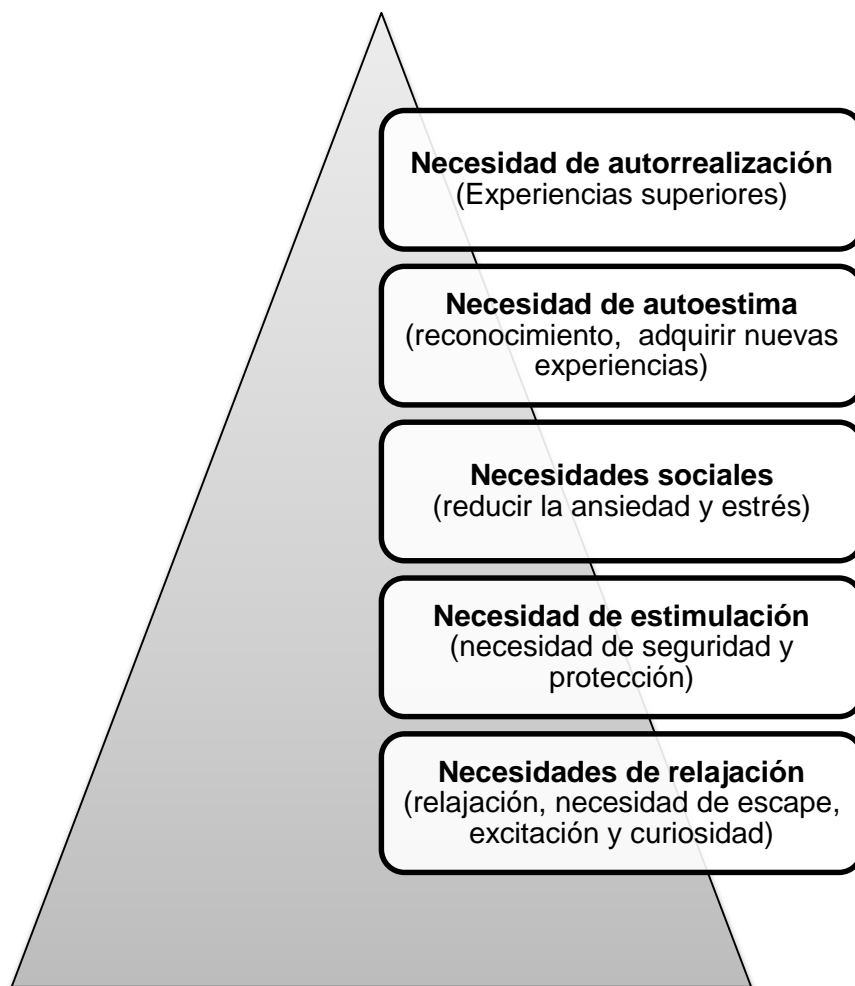 Necesidad de autorrealización
(Experiencias superiores)
Necesidad de autoestima
(reconocimiento, adquirir nuevas
experiencias)
Necesidades sociales
(reducir la ansiedad y estrés)
Necesidad de estimulación
(necesidad de seguridad y
protección)
Necesidades de relajación
(relajación, necesidad de escape,
excitación y curiosidad)